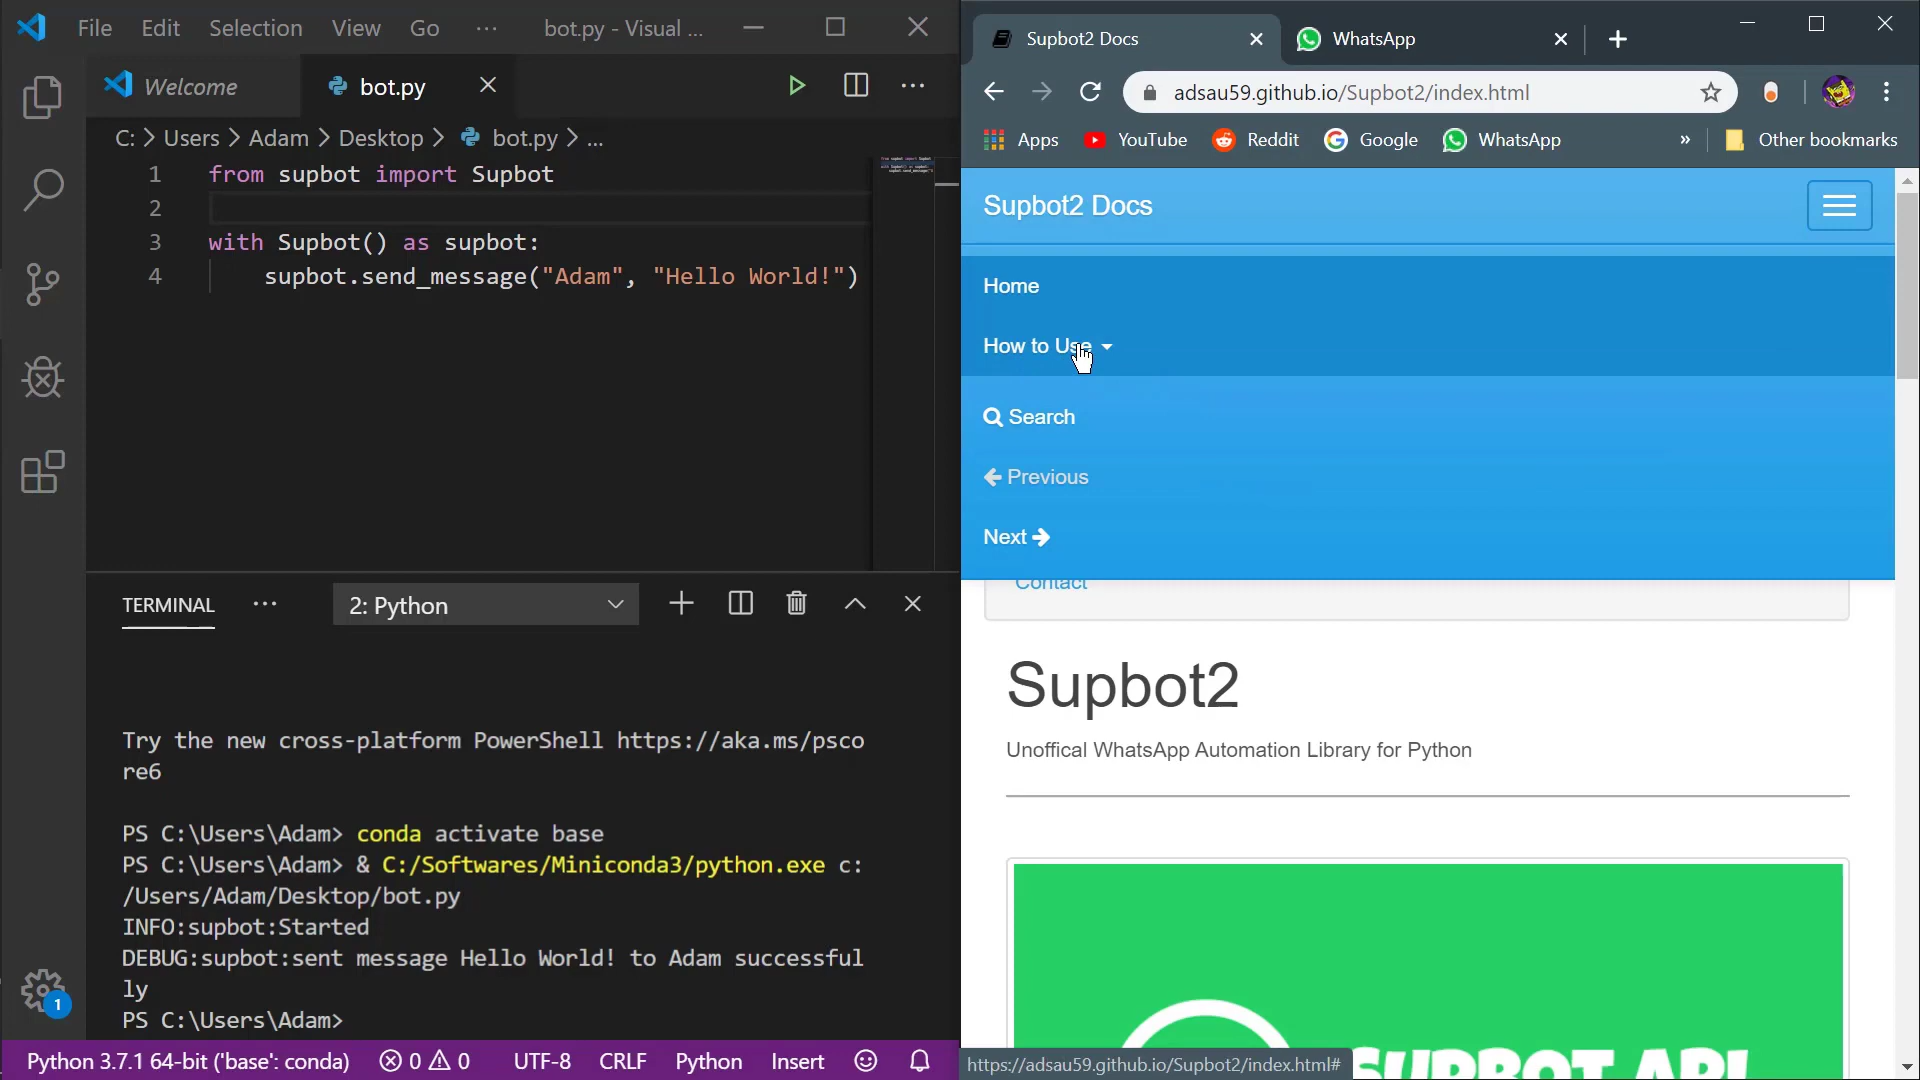 File Edit Selection View Go ··· bot.py - Visual ...
Welcome bot.py
C: > Users > Adam > Desktop > bot.py > ...
1 from supbot import Supbot
2
3 with Supbot() as supbot:
4 supbot.send_message("Adam", "Hello World!")
TERMINAL ··· 2: Python
Try the new cross-platform PowerShell https://aka.ms/psco
re6
PS C:\Users\Adam> conda activate base
PS C:\Users\Adam> & C:/Softwares/Miniconda3/python.exe c:
/Users/Adam/Desktop/bot.py
INFO:supbot:Started
DEBUG:supbot:sent message Hello World! to Adam successful
ly
PS C:\Users\Adam>
1
Python 3.7.1 64-bit ('base': conda) 0 0 UTF-8 CRLF Python Insert
Supbot2 Docs WhatsApp
adsau59.github.io/Supbot2/index.html
Apps YouTube Reddit Google WhatsApp » Other bookmarks
Supbot2 Docs
Home
How to Use
Search
Previous
Next
Contact
Supbot2
Unoffical WhatsApp Automation Library for Python
SUPBOT API
https://adsau59.github.io/Supbot2/index.html#